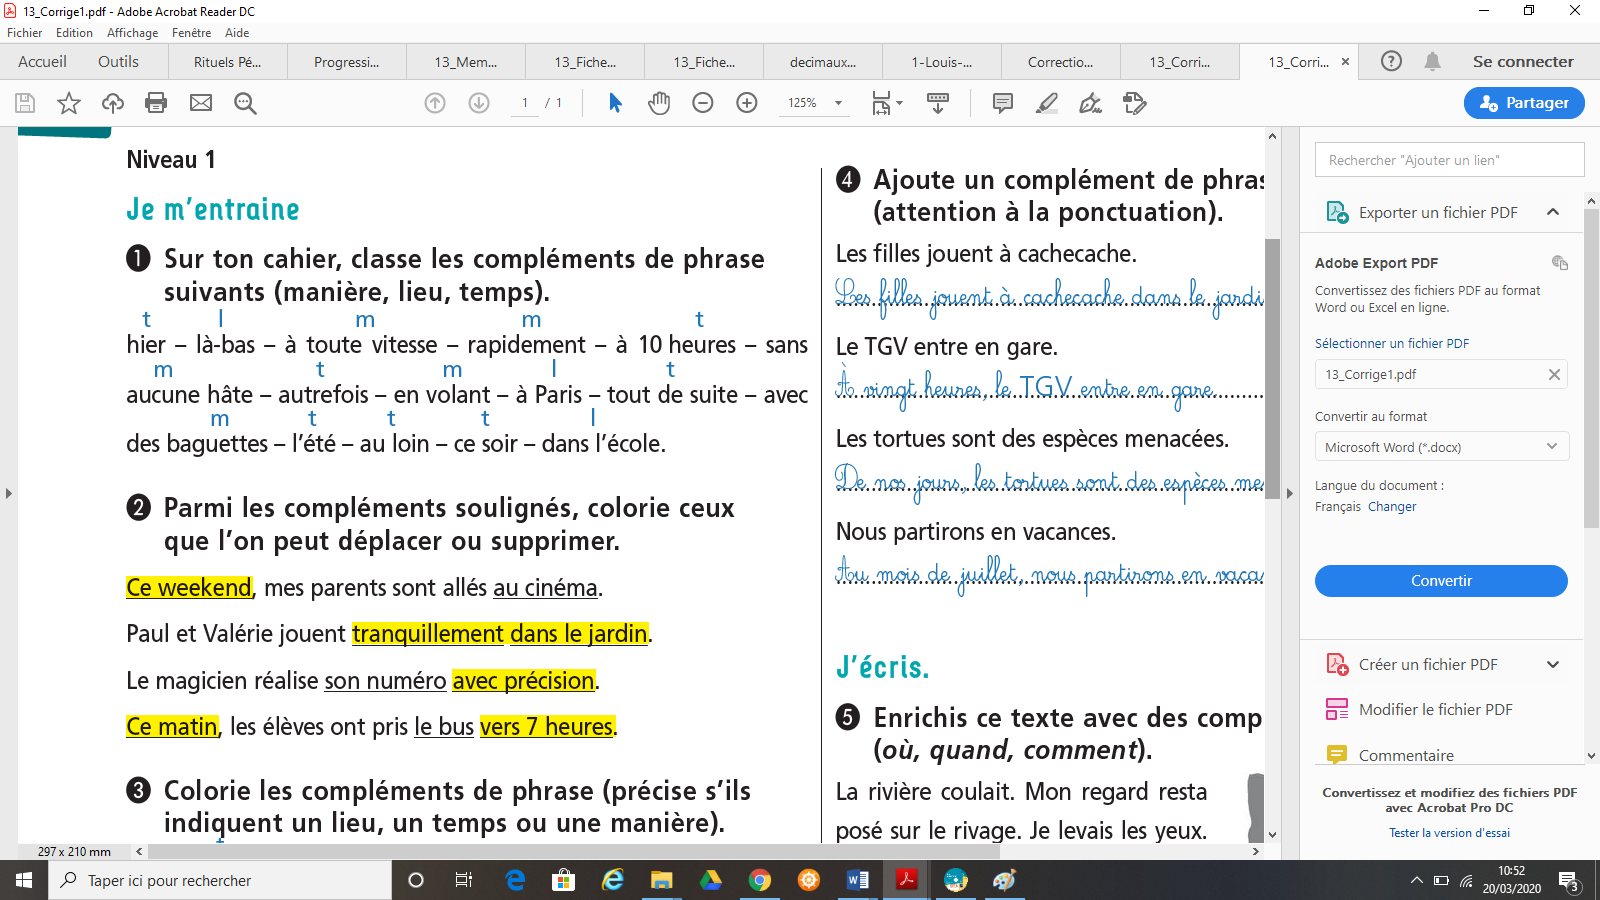 13_Corrige1.pdf - Adobe Acrobat Reader DC
Fichier Edition Affichage Fenêtre Aide
Accueil Outils Rituels Pé... Progressi... 13_Mem... 13_Fiche... 13_Fiche... decimaux... 1-Louis-... Correctio... 13_Corri... 13_Corri... Se connecter
1 / 1 125% Partager
Niveau 1
Je m'entraine
1 Sur ton cahier, classe les compléments de phrase
suivants (manière, lieu, temps).
t l m m t
hier – là-bas – à toute vitesse – rapidement – à 10 heures – sans
m t m l t
aucune hâte – autrefois – en volant – à Paris – tout de suite – avec
m t t t l
des baguettes – l'été – au loin – ce soir – dans l'école.
2 Parmi les compléments soulignés, colorie ceux
que l'on peut déplacer ou supprimer.
Ce weekend, mes parents sont allés au cinéma.
Paul et Valérie jouent tranquillement dans le jardin.
Le magicien réalise son numéro avec précision.
Ce matin, les élèves ont pris le bus vers 7 heures.
3 Colorie les compléments de phrase (précise s'ils
indiquent un lieu, un temps ou une manière).
4 Ajoute un complément de phras
(attention à la ponctuation).
Les filles jouent à cachecache.
Les filles jouent à cachecache dans le jardi
Le TGV entre en gare.
À vingt heures, le TGV entre en gare.
Les tortues sont des espèces menacées.
De nos jours, les tortues sont des espèces me
Nous partirons en vacances.
Au mois de juillet, nous partirons en vaca
J'écris.
5 Enrichis ce texte avec des comp
(où, quand, comment).
La rivière coulait. Mon regard resta
posé sur le rivage. Je levais les yeux.
Rechercher "Ajouter un lien"
Exporter un fichier PDF
Adobe Export PDF
Convertissez des fichiers PDF au format
Word ou Excel en ligne.
Sélectionner un fichier PDF
13_Corrige1.pdf
Convertir au format
Microsoft Word (*.docx)
Langue du document :
Français Changer
Convertir
Créer un fichier PDF
Modifier le fichier PDF
Commentaire
Convertissez et modifiez des fichiers PDF
avec Acrobat Pro DC
Tester la version d'essai
297 x 210 mm
Taper ici pour rechercher
10:52
20/03/2020
3